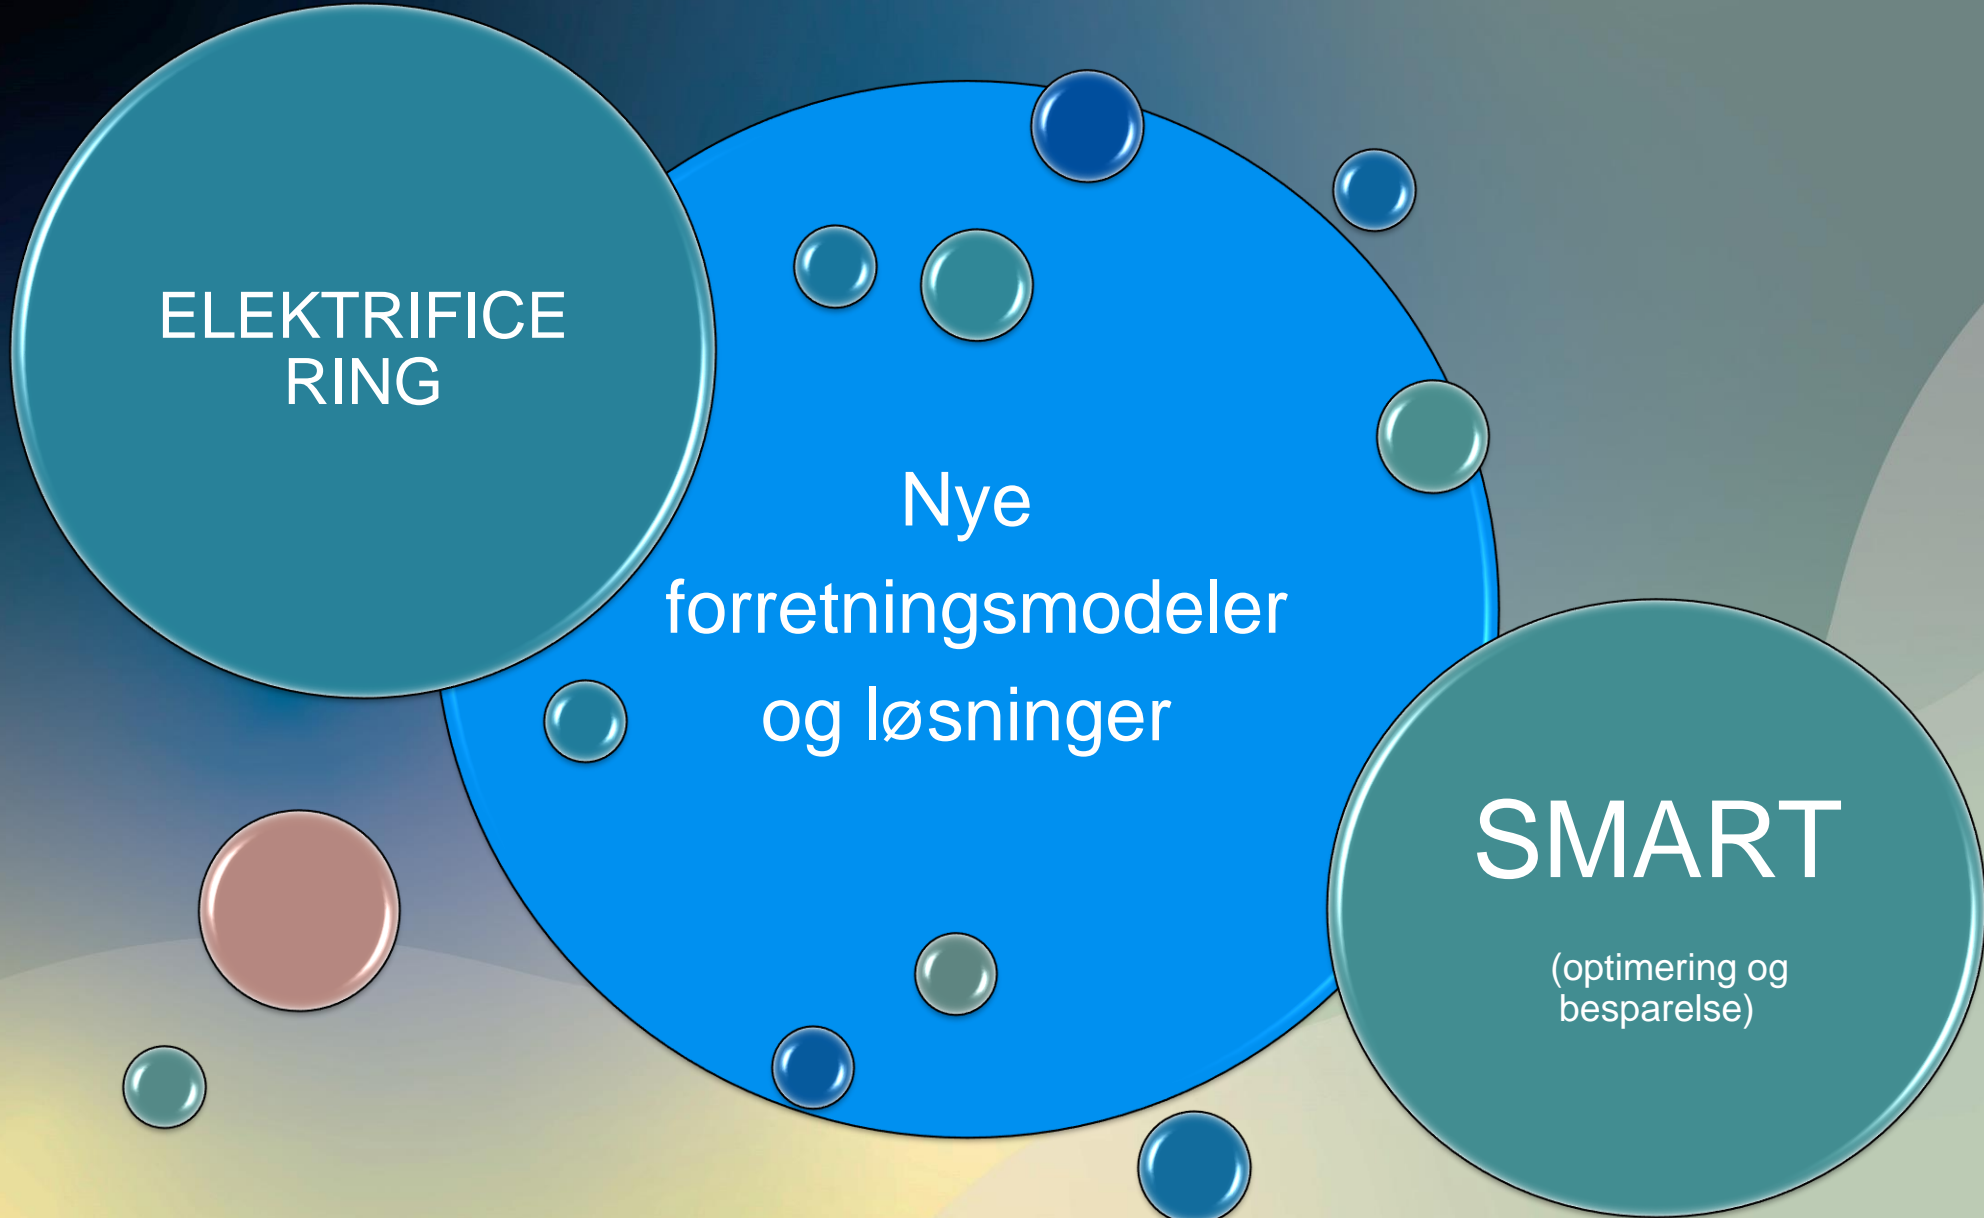 ELEKTRIFICE
RING
Nye
forretningsmodeler
og løsninger
SMART
(optimering og
besparelse)